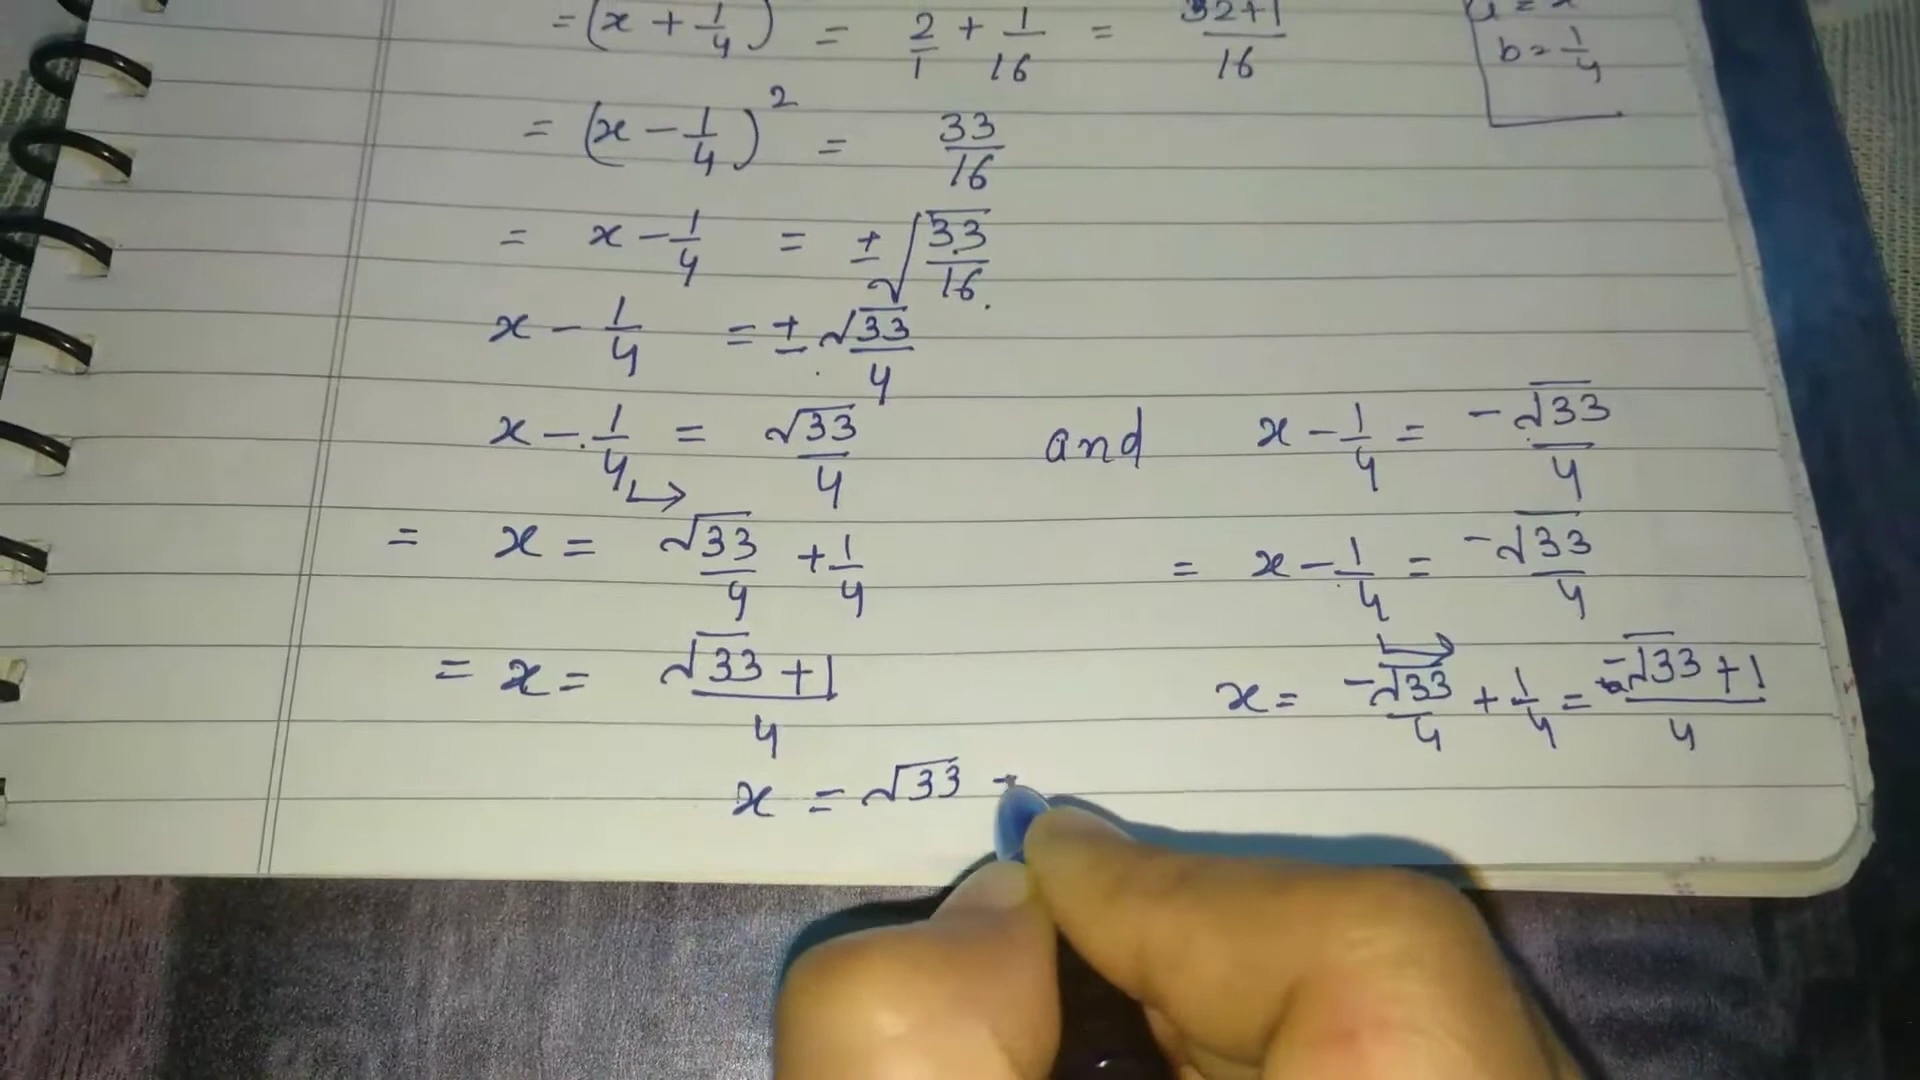 = (x + 1/4) = 2/1 + 1/16 = 32+1/16
b = 1/4
= (x - 1/4)² = 33/16
= x - 1/4 = ± √33/16
x - 1/4 = ± √33/4
x - 1/4 = √33/4 and x - 1/4 = -√33/4
= x = √33/4 + 1/4 = x - 1/4 = -√33/4
= x = √33 + 1/4 x = -√33/4 + 1/4 = -√33 + 1/4
x = √33